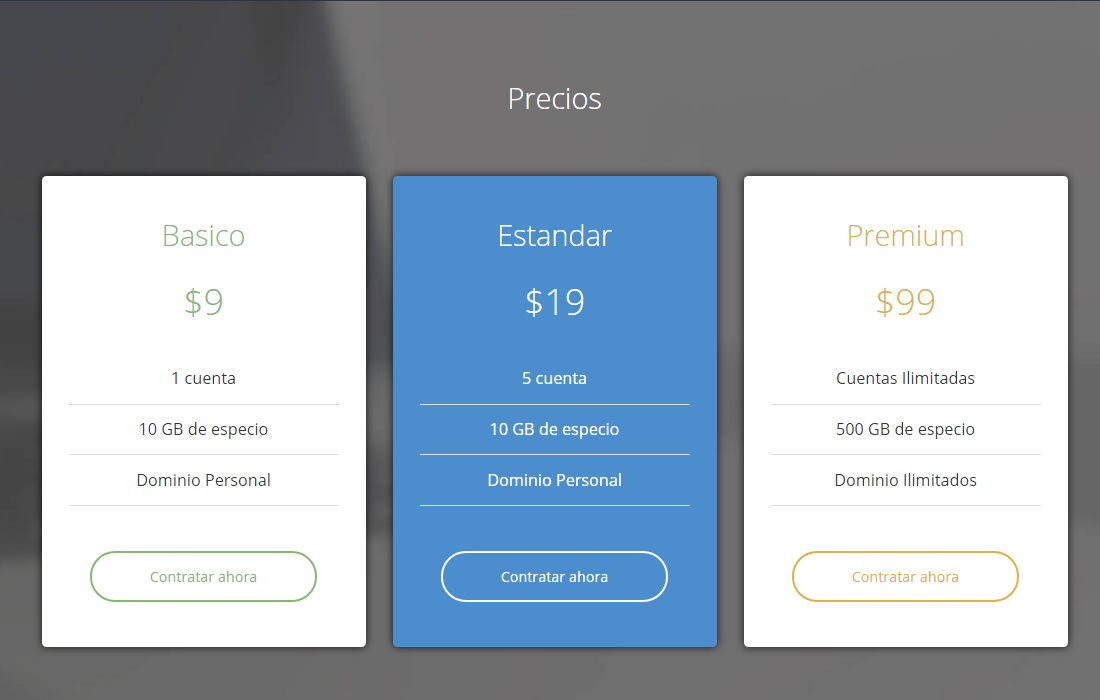 Precios
Basico
$9
1 cuenta
10 GB de especio
Dominio Personal
Contratar ahora
Estandar
$19
5 cuenta
10 GB de especio
Dominio Personal
Contratar ahora
Premium
$99
Cuentas Ilimitadas
500 GB de especio
Dominio Ilimitados
Contratar ahora